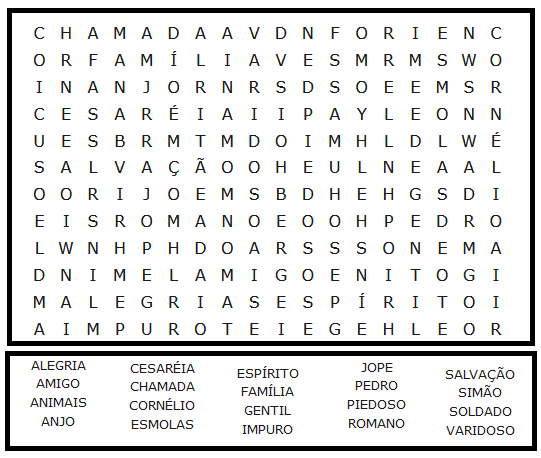 C H A M A D A A V D N F O R I E N C
O R F A M Í L I A V E S M R M S W O
I N A N J O R N R S D S O E E M S R
C E S A R É I A I I P A Y L E O N N
U E S B R M T M D O I M H L D L W É
S A L V A Ç Ã O O H E U L N E A A L
O O R I J O E M S B D H E H G S D I
E I S R O M A N O E O O H P E D R O
L W N H P H D O A R S S S O N E M A
D N I M E L A M I G O E N I T O G I
M A L E G R I A S E S P Í R I T O I
A I M P U R O T E I E G E H L E O R
ALEGRIA
AMIGO
ANIMAIS
ANJO
CESARÉIA
CHAMADA
CORNÉLIO
ESMOLAS
ESPÍRITO
FAMÍLIA
GENTIL
IMPURO
JOPE
PEDRO
PIEDOSO
ROMANO
SALVAÇÃO
SIMÃO
SOLDADO
VARIDOSO